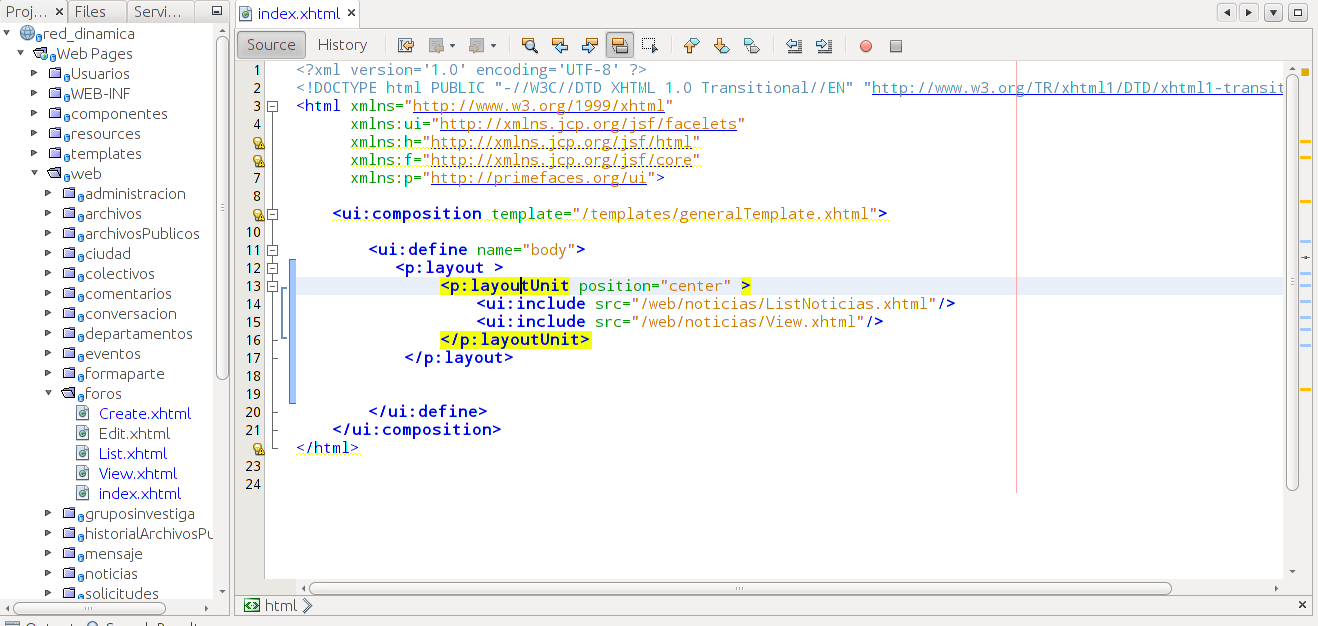 Proj... × Files Servi...
red_dinamica
Web Pages
Usuarios
WEB-INF
componentes
resources
templates
web
administracion
archivos
archivosPublicos
ciudad
colectivos
comentarios
conversacion
departamentos
eventos
formaparte
foros
Create.xhtml
Edit.xhtml
List.xhtml
View.xhtml
index.xhtml
gruposinvestiga
historialArchivosPu
mensaje
noticias
solicitudes
index.xhtml ×
Source History
1 <?xml version='1.0' encoding='UTF-8' ?>
2 <!DOCTYPE html PUBLIC "-//W3C//DTD XHTML 1.0 Transitional//EN" "http://www.w3.org/TR/xhtml1/DTD/xhtml1-transit
3 <html xmlns="http://www.w3.org/1999/xhtml"
4 xmlns:ui="http://xmlns.jcp.org/jsf/facelets"
xmlns:h="http://xmlns.jcp.org/jsf/html"
xmlns:f="http://xmlns.jcp.org/jsf/core"
7 xmlns:p="http://primefaces.org/ui">
8
<ui:composition template="/templates/generalTemplate.xhtml">
10
11 <ui:define name="body">
12 <p:layout >
13 <p:layoutUnit position="center" >
14 <ui:include src="/web/noticias/ListNoticias.xhtml"/>
15 <ui:include src="/web/noticias/View.xhtml"/>
16 </p:layoutUnit>
17 </p:layout>
18
19
20 </ui:define>
21 </ui:composition>
</html>
23
24
html